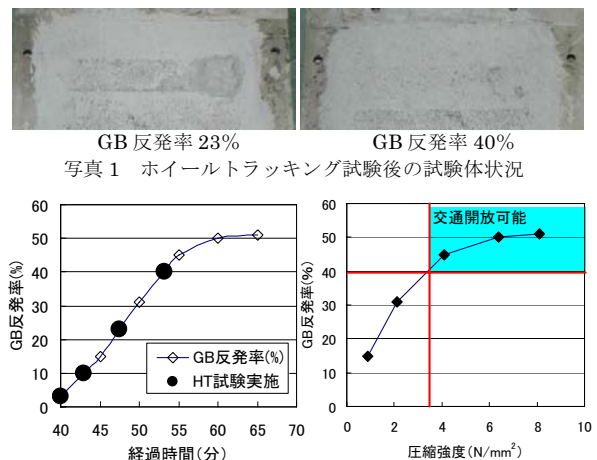 GB 反発率 23%
GB 反発率 40%
写真 1　ホイールトラッキング試験後の試験体状況
60
50
40
30
20
10
0
GB反発率(%)
GB反発率(%)
HT試験実施
40
45
50
55
60
65
70
経過時間(分)
60
50
40
30
20
10
0
GB反発率(%)
交通開放可能
0
2
4
6
8
10
圧縮強度(N/mm²)